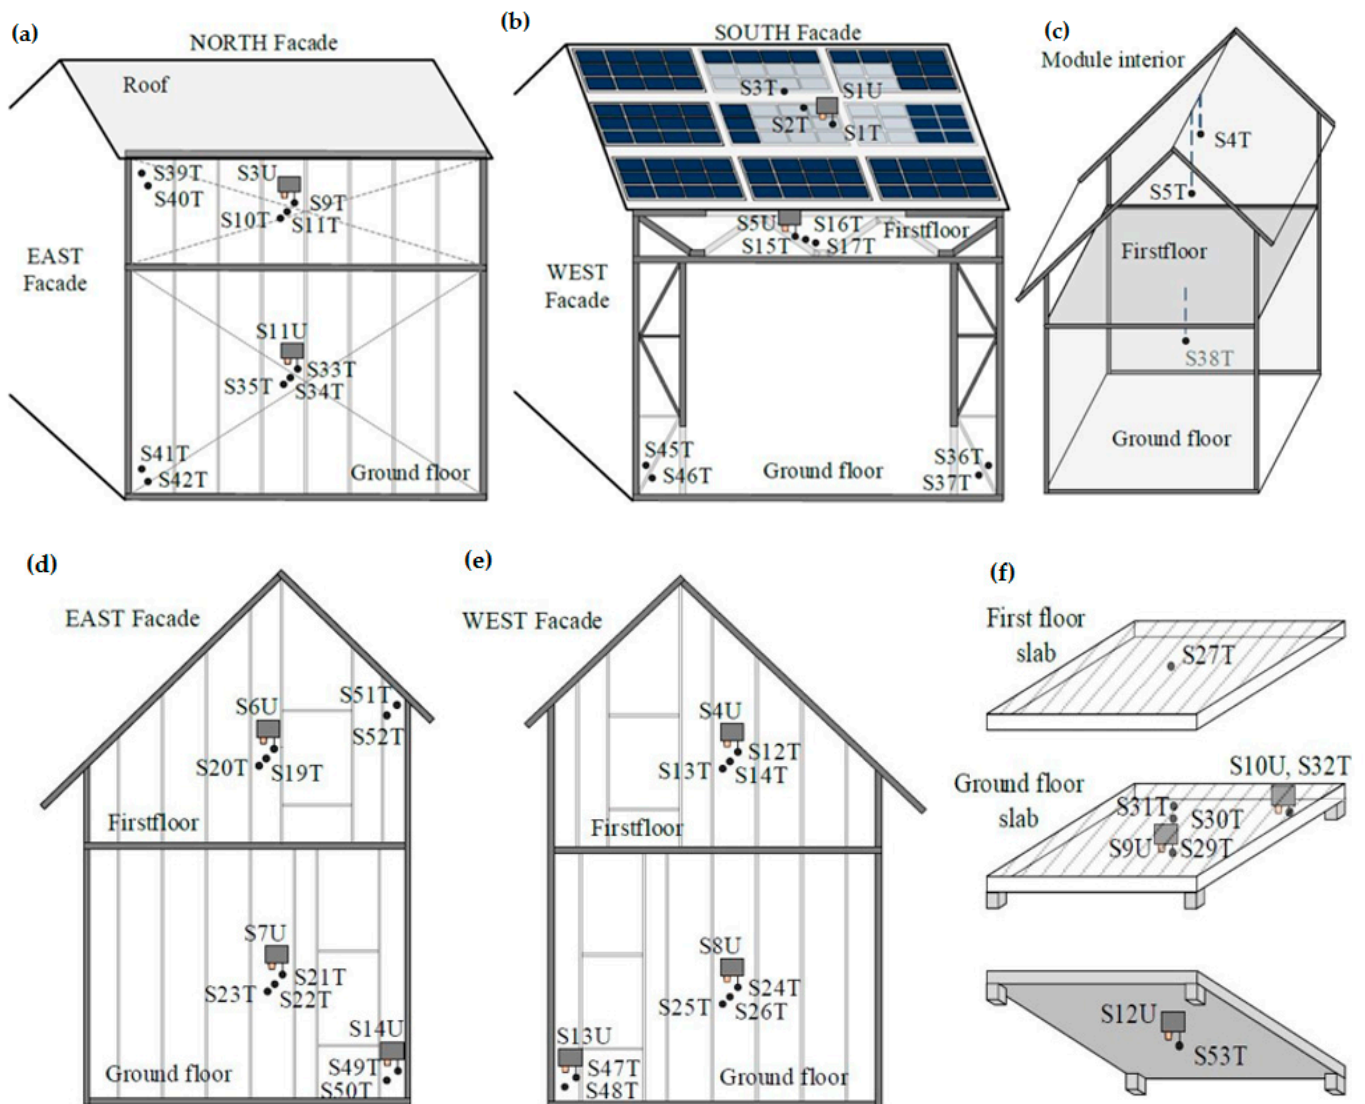 (a)
NORTH Facade
Roof
S39T
S40T
S3U
S9T
S10T
S11T
EAST
Facade
S11U
S33T
S35T
S34T
S41T
S42T
Ground floor
(b)
SOUTH Facade
S3T
S1U
S2T
S1T
S5U
S16T
S15T
S17T
Firstfloor
WEST
Facade
S45T
S46T
Ground floor
S36T
S37T
(c)
Module interior
S4T
S5T
Firstfloor
S38T
Ground floor
(d)
EAST Facade
S51T
S6U
S52T
S20T
S19T
Firstfloor
S7U
S21T
S23T
S22T
S14U
S49T
Ground floor
S50T
(e)
WEST Facade
S4U
S12T
S13T
S14T
Firstfloor
S8U
S24T
S25T
S26T
S13U
S47T
S48T
Ground floor
(f)
First floor
slab
S27T
S10U, S32T
Ground floor
slab
S31T
S30T
S9U
S29T
S12U
S53T